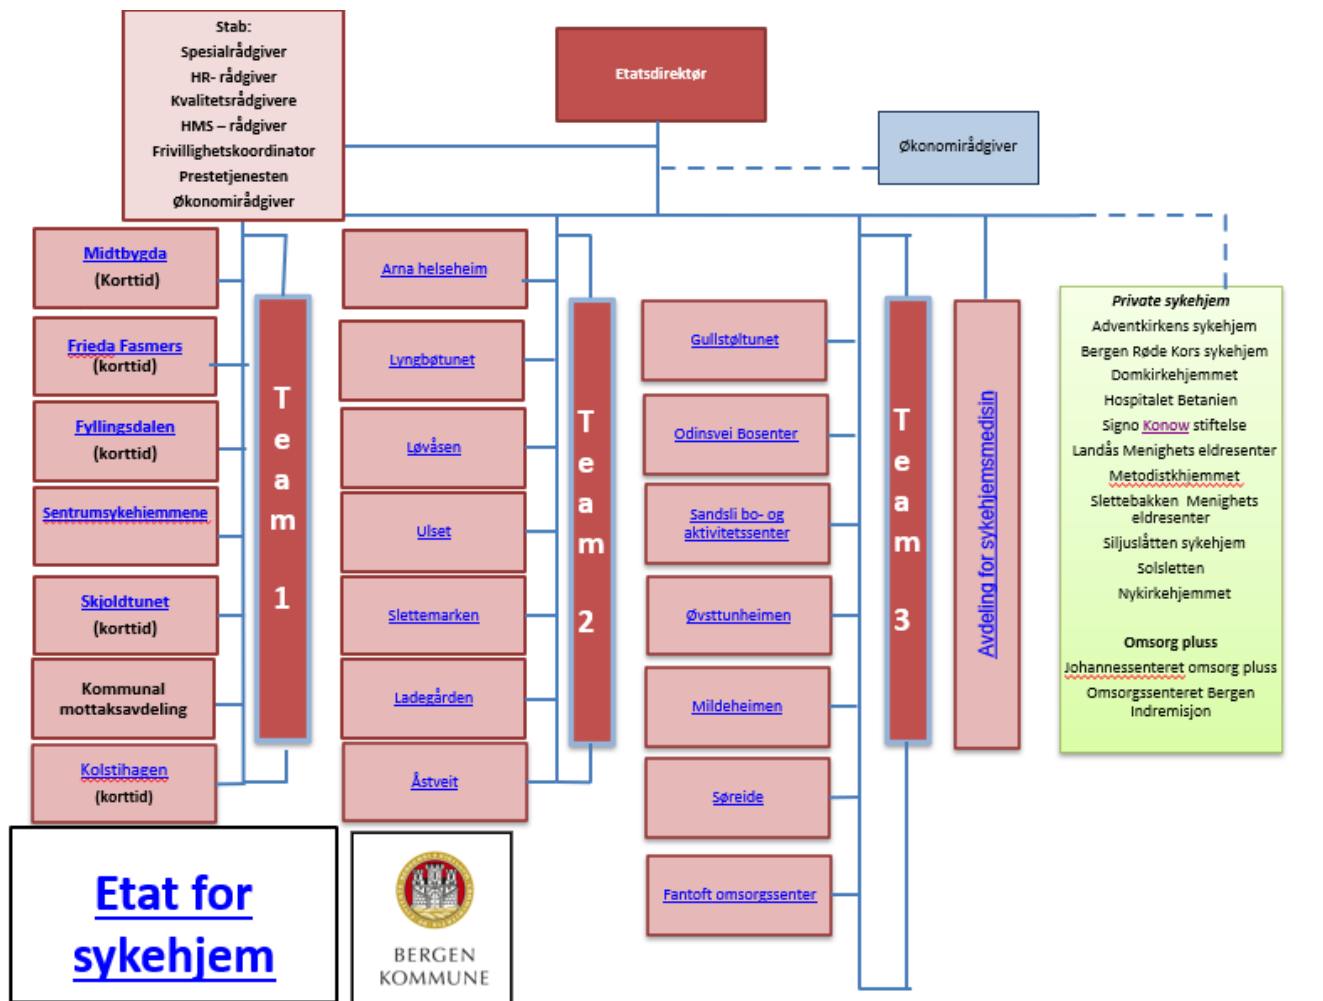 Stab:
Spesialrådgiver
HR- rådgiver
Kvalitetsrådgivere
HMS – rådgiver
Frivillighetskoordinator
Prestetjenesten
Økonomirådgiver
Etatsdirektør
Økonomirådgiver
Midtbygda
(Korttid)
Frieda Fasmers
(korttid)
Fyllingsdalen
(korttid)
Sentrumsykehjemmene
Skjoldtunet
(korttid)
Kommunal
mottaksavdeling
Kolstihagen
(korttid)
Team 1
Arna helseheim
Lyngbøtunet
Løvåsen
Ulset
Slettemarken
Ladegården
Åstveit
Team 2
Gullstøltunet
Odinsvei Bosenter
Sandsli bo- og
aktivitetssenter
Øvsttunheimen
Mildeheimen
Søreide
Fantoft omsorgssenter
Team 3
Avdeling for sykehjemsmedisin
Private sykehjem
Adventkirkens sykehjem
Bergen Røde Kors sykehjem
Domkirkehjemmet
Hospitalet Betanien
Signo Konow stiftelse
Landås Menighets eldresenter
Metodistkhjemmet
Slettebakken Menighets
eldresenter
Siljuslåtten sykehjem
Solsletten
Nykirkehjemmet
Omsorg pluss
Johannessenteret omsorg pluss
Omsorgssenteret Bergen
Indremisjon
Etat for
sykehjem
BERGEN
KOMMUNE